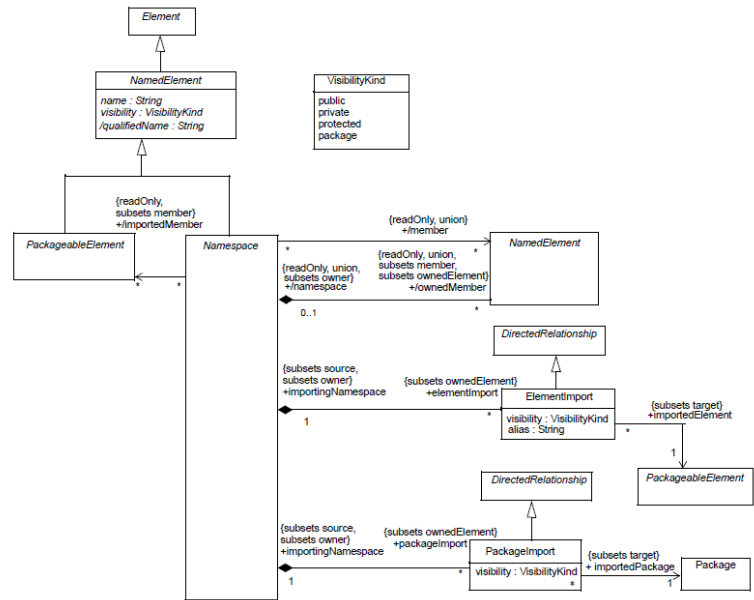 Element
NamedElement
name : String
visibility : VisibilityKind
/qualifiedName : String
VisibilityKind
public
private
protected
package
{readOnly,
subsets member}
+/importedMember
PackageableElement
Namespace
* *
{readOnly, union}
+/member
* *
NamedElement
{readOnly, union,
subsets owner}
+/namespace
{readOnly, union,
subsets member,
subsets ownedElement}
+/ownedMember
0..1 *
DirectedRelationship
{subsets source,
subsets owner}
+importingNamespace
{subsets ownedElement}
+elementImport
1 *
ElementImport
visibility : VisibilityKind
alias : String
{subsets target}
+importedElement
*
1
PackageableElement
DirectedRelationship
{subsets source,
subsets owner}
+importingNamespace
{subsets ownedElement}
+packageImport
1 *
PackageImport
visibility : VisibilityKind
{subsets target}
+ importedPackage
* 1
Package